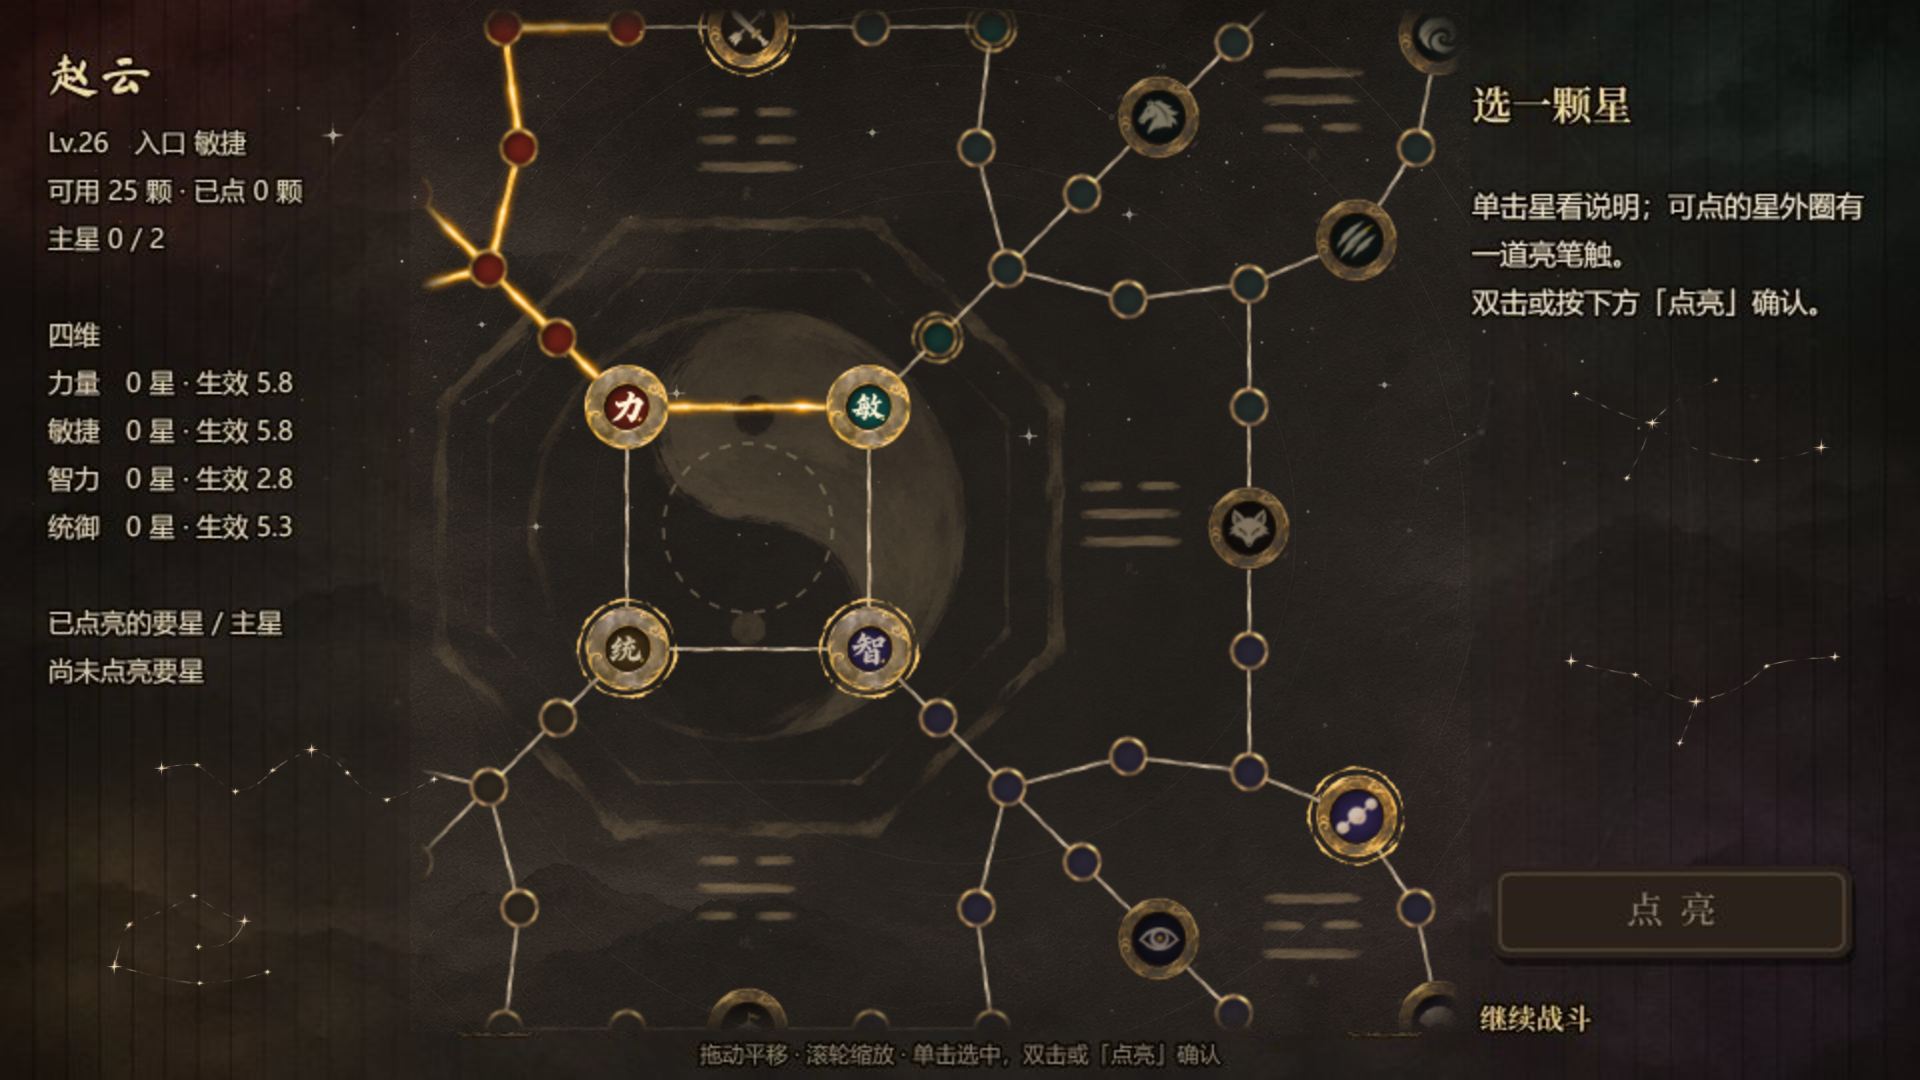 赵云
Lv.26 入口 敏捷
可用 25 颗 · 已点 0 颗
主星 0 / 2
四维
力量 0 星 · 生效 5.8
敏捷 0 星 · 生效 5.8
智力 0 星 · 生效 2.8
统御 0 星 · 生效 5.3
已点亮的要星 / 主星
尚未点亮要星
力
敏
统
智
选一颗星
单击星看说明；可点的星外圈有
一道亮笔触。
双击或按下方「点亮」确认。
点亮
继续战斗
拖动平移 · 滚轮缩放 · 单击选中，双击或「点亮」确认